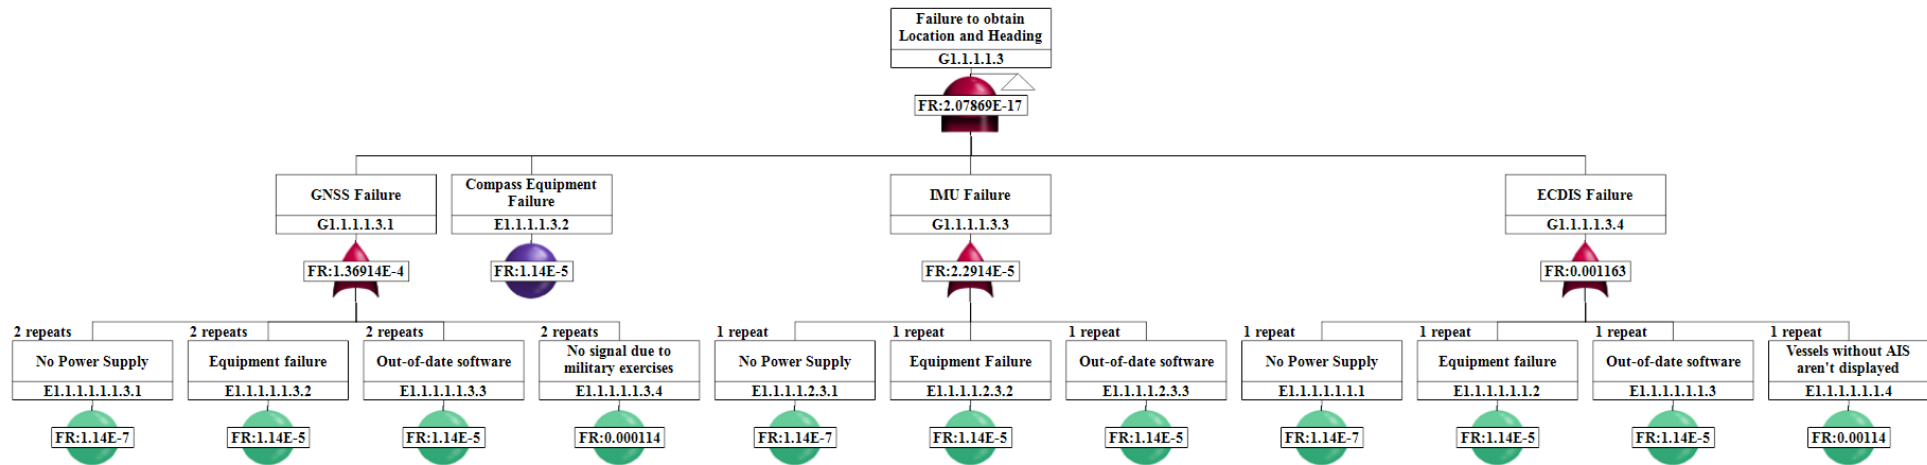 Failure to obtain
Location and Heading
G1.1.1.1.3
FR:2.07869E-17
GNSS Failure
G1.1.1.1.3.1
FR:1.36914E-4
Compass Equipment
Failure
E1.1.1.1.3.2
FR:1.14E-5
IMU Failure
G1.1.1.1.3.3
FR:2.2914E-5
ECDIS Failure
G1.1.1.1.3.4
FR:0.001163
2 repeats
No Power Supply
E1.1.1.1.1.1.3.1
FR:1.14E-7
2 repeats
Equipment failure
E1.1.1.1.1.3.2
FR:1.14E-5
2 repeats
Out-of-date software
E1.1.1.1.1.3.3
FR:1.14E-5
2 repeats
No signal due to
military exercises
E1.1.1.1.1.3.4
FR:0.000114
1 repeat
No Power Supply
E1.1.1.1.2.3.1
FR:1.14E-7
1 repeat
Equipment Failure
E1.1.1.1.2.3.2
FR:1.14E-5
1 repeat
Out-of-date software
E1.1.1.1.2.3.3
FR:1.14E-5
1 repeat
No Power Supply
E1.1.1.1.1.1.1
FR:1.14E-7
1 repeat
Equipment failure
E1.1.1.1.1.1.2
FR:1.14E-5
1 repeat
Out-of-date software
E1.1.1.1.1.1.3
FR:1.14E-5
1 repeat
Vessels without AIS
aren't displayed
E1.1.1.1.1.1.4
FR:0.00114